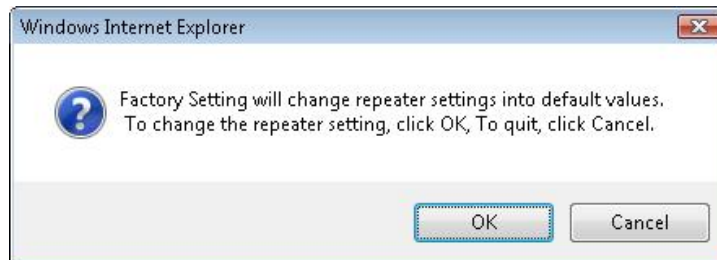 Windows Internet Explorer
Factory Setting will change repeater settings into default values.
To change the repeater setting, click OK, To quit, click Cancel.
OK
Cancel